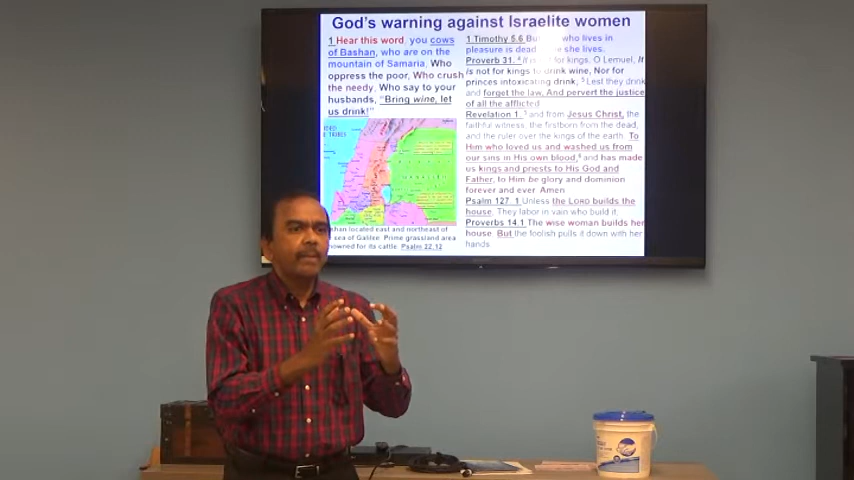 God's warning against Israelite women
1 Hear this word, you cows
of Bashan, who are on the
mountain of Samaria, Who
oppress the poor, Who crush
the needy, Who say to your
husbands, "Bring wine, let
us drink!"
E TRIBES
shan located east and northeast of
sea of Galilee. Prime grassland area
nowned for its cattle. Psalm 22.12
1 Timothy 5.6 Bu who lives in
pleasure is dead she lives.
Proverb 31. 4 It is for kings, O Lemuel, It
is not for kings to drink wine, Nor for
princes intoxicating drink; 5 Lest they drink
and forget the law, And pervert the justice
of all the afflicted.
Revelation 1. 5 and from Jesus Christ, the
faithful witness, the firstborn from the dead,
and the ruler over the kings of the earth. To
Him who loved us and washed us from
our sins in His own blood, 6 and has made
us kings and priests to His God and
Father, to Him be glory and dominion
forever and ever. Amen
Psalm 127. 1 Unless the LORD builds the
house, They labor in vain who build it;
Proverbs 14.1 The wise woman builds her
house, But the foolish pulls it down with her
hands.